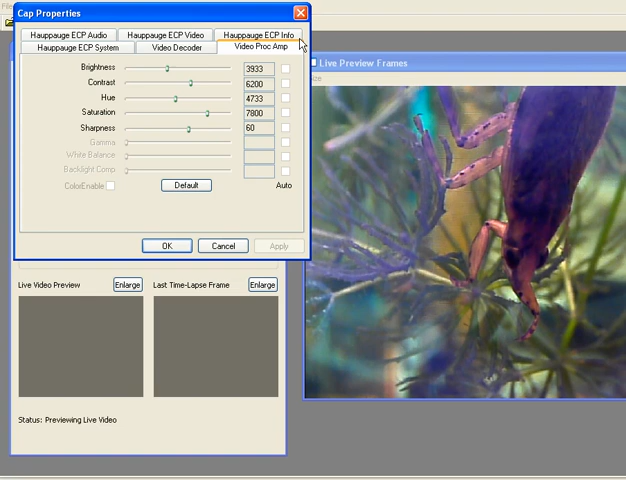 File
Cap Properties
Hauppauge ECP Audio
Hauppauge ECP Video
Hauppauge ECP Info
Hauppauge ECP System
Video Decoder
Video Proc Amp
Brightness 3933
Contrast 6200
Hue 4733
Saturation 7800
Sharpness 60
Gamma
White Balance
Backlight Comp
ColorEnable
Default
Auto
OK
Cancel
Apply
Live Preview Frames
Size
Live Video Preview
Enlarge
Last Time-Lapse Frame
Enlarge
Status: Previewing Live Video